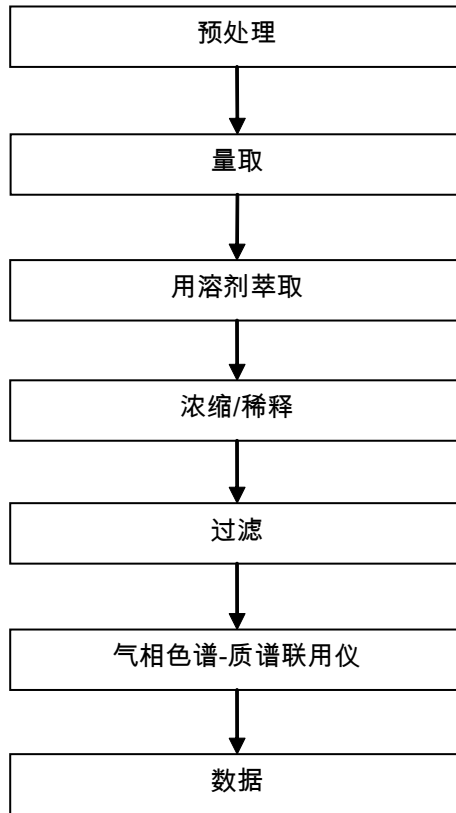 预处理
量取
用溶剂萃取
浓缩/稀释
过滤
气相色谱-质谱联用仪
数据